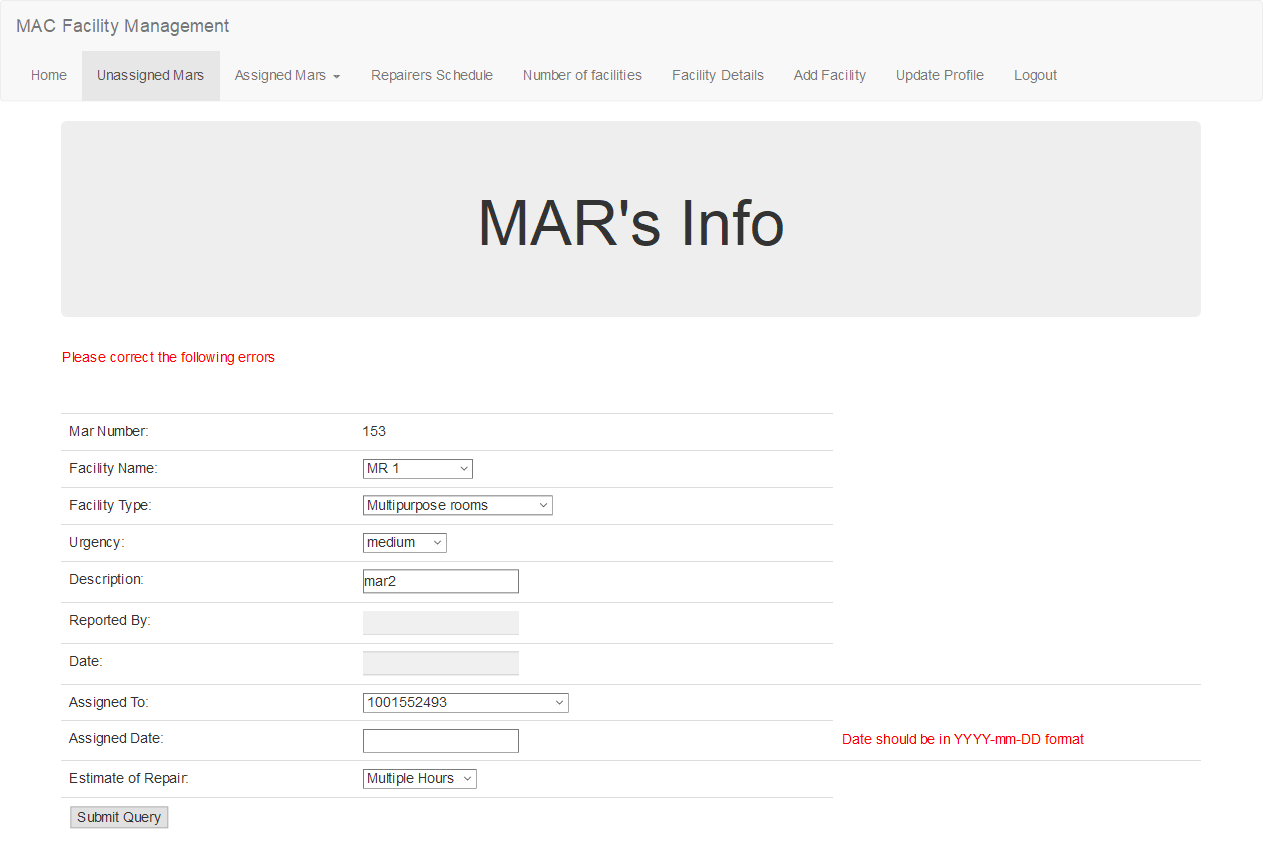 MAC Facility Management
Home Unassigned Mars Assigned Mars Repairers Schedule Number of facilities Facility Details Add Facility Update Profile Logout
MAR's Info
Please correct the following errors
Mar Number: 153
Facility Name: MR 1
Facility Type: Multipurpose rooms
Urgency: medium
Description: mar2
Reported By:
Date:
Assigned To: 1001552493
Assigned Date: Date should be in YYYY-mm-DD format
Estimate of Repair: Multiple Hours
Submit Query